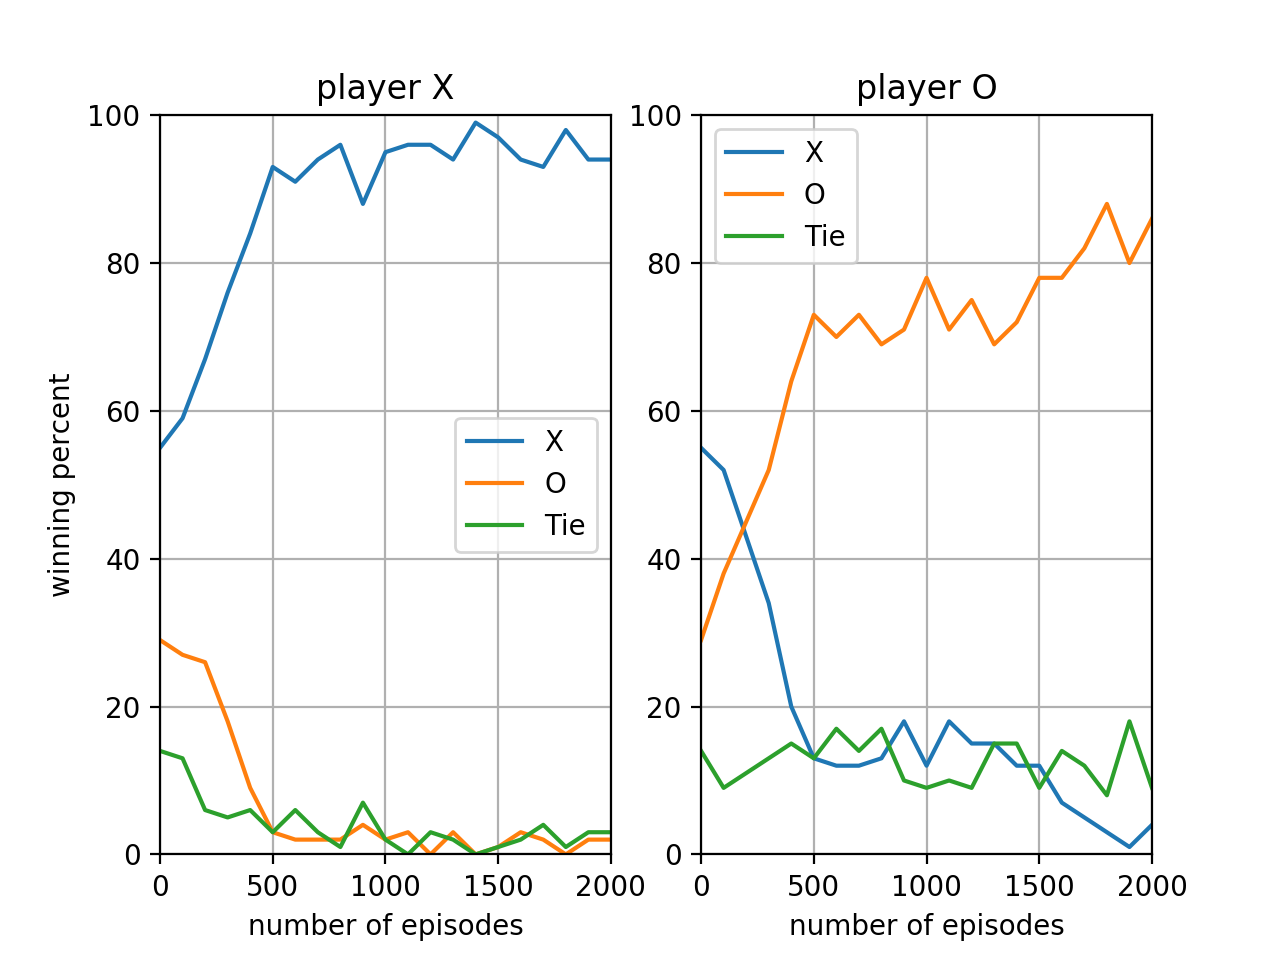 player X
100
80
60
40
20
0
winning percent
X
O
Tie
0 500 1000 1500 2000
number of episodes
player O
100
80
60
40
20
0
X
O
Tie
0 500 1000 1500 2000
number of episodes